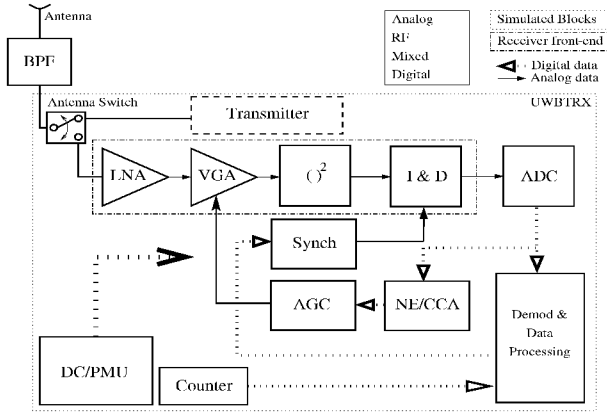 Antenna
BPF
Antenna Switch
Transmitter
UWBTRX
Analog
RF
Mixed
Digital
Simulated Blocks
Receiver front-end
Digital data
Analog data
LNA
VGA
( )²
I & D
ADC
Synch
AGC
NE/CCA
Demod &
Data
Processing
DC/PMU
Counter